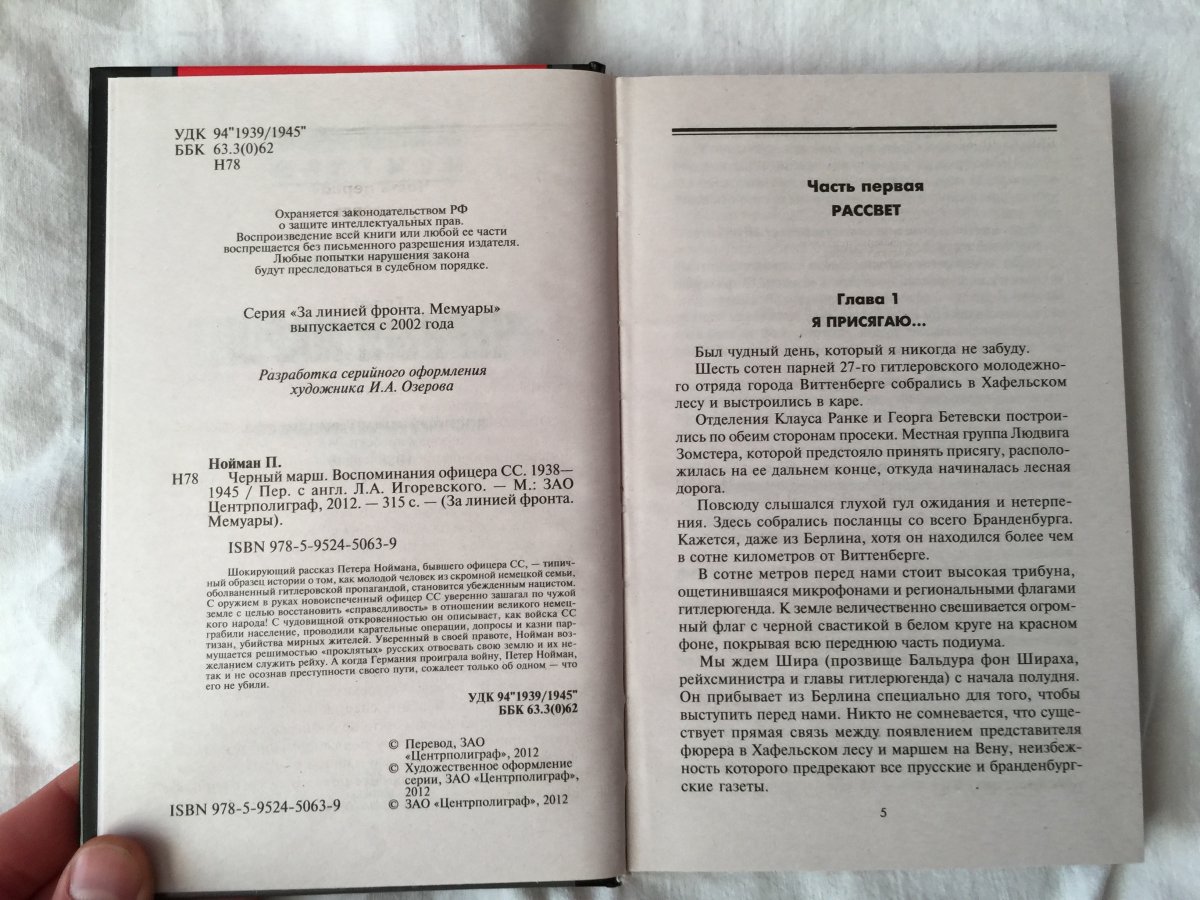 УДК 94"1939/1945"
ББК 63.3(0)62
Н78
Охраняется законодательством РФ
о защите интеллектуальных прав.
Воспроизведение всей книги или любой ее части
воспрещается без письменного разрешения издателя.
Любые попытки нарушения закона
будут преследоваться в судебном порядке.
Серия «За линией фронта. Мемуары»
выпускается с 2002 года
Разработка серийного оформления
художника И.А. Озерова
Нойман П.
Н78 Черный марш. Воспоминания офицера СС. 1938—
1945 / Пер. с англ. Л.А. Игоревского. — М.: ЗАО
Центрполиграф, 2012. — 315 с. — (За линией фронта.
Мемуары).
ISBN 978-5-9524-5063-9
Шокирующий рассказ Петера Ноймана, бывшего офицера СС, — типич-
ный образец истории о том, как молодой человек из скромной немецкой семьи,
оболваненный гитлеровской пропагандой, становится убежденным нацистом.
С оружием в руках новоиспеченный офицер СС уверенно зашагал по чужой
земле с целью восстановить «справедливость» в отношении великого немец-
кого народа! С чудовищной откровенностью он описывает, как войска СС
грабили население, проводили карательные операции, допросы и казни пар-
тизан, убийства мирных жителей. Уверенный в своей правоте, Нойман воз-
мущается решимостью «проклятых» русских отвоевать свою землю и их не-
желанием служить рейху. А когда Германия проиграла войну, Петер Нойман,
так и не осознав преступности своего пути, сожалеет только об одном — что
его не убили.
УДК 94"1939/1945"
ББК 63.3(0)62
© Перевод, ЗАО
«Центрполиграф», 2012
© Художественное оформление
серии, ЗАО «Центрполиграф»,
2012
ISBN 978-5-9524-5063-9 © ЗАО «Центрполиграф», 2012
Часть первая
РАССВЕТ
Глава 1
Я ПРИСЯГАЮ...
Был чудный день, который я никогда не забуду.
Шесть сотен парней 27-го гитлеровского молодежно-
го отряда города Виттенберге собрались в Хафельском
лесу и выстроились в каре.
Отделения Клауса Ранке и Георга Бетевски построи-
лись по обеим сторонам просеки. Местная группа Людвига
Зомстера, которой предстояло принять присягу, располо-
жилась на ее дальнем конце, откуда начиналась лесная
дорога.
Повсюду слышался глухой гул ожидания и нетерпе-
ния. Здесь собрались посланцы со всего Бранденбурга.
Кажется, даже из Берлина, хотя он находился более чем
в сотне километров от Виттенберге.
В сотне метров перед нами стоит высокая трибуна,
ощетинившаяся микрофонами и региональными флагами
гитлерюгенда. К земле величественно свешивается огром-
ный флаг с черной свастикой в белом круге на красном
фоне, покрывая всю переднюю часть подиума.
Мы ждем Шира (прозвище Бальдура фон Шираха,
рейхсминистра и главы гитлерюгенда) с начала полудня.
Он прибывает из Берлина специально для того, чтобы
выступить перед нами. Никто не сомневается, что суще-
ствует прямая связь между появлением представителя
фюрера в Хафельском лесу и маршем на Вену, неизбеж-
ность которого предрекают все прусские и бранденбург-
ские газеты.
5